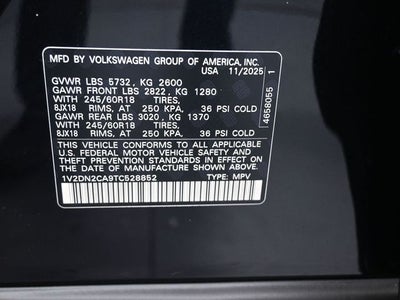 MFD. BY VOLKSWAGEN GROUP OF AMERICA, INC.
USA 11/2025
GVWR LBS 5732, KG 2600
GAWR FRONT LBS 2822, KG 1280
WITH 245/60R18 TIRES,
8JX18 RIMS, AT 250 KPA, 36 PSI COLD
GAWR REAR LBS 3020, KG 1370
WITH 245/60R18 TIRES,
8JX18 RIMS, AT 250 KPA, 36 PSI COLD
THIS VEHICLE CONFORMS TO ALL APPLICABLE
FEDERAL MOTOR VEHICLE SAFETY AND
THEFT PREVENTION STANDARDS IN EFFECT ON
THE DATE OF MANUFACTURE SHOWN ABOVE.
1V2DN2CA9TC528852 TYPE: MPV
4658055 1